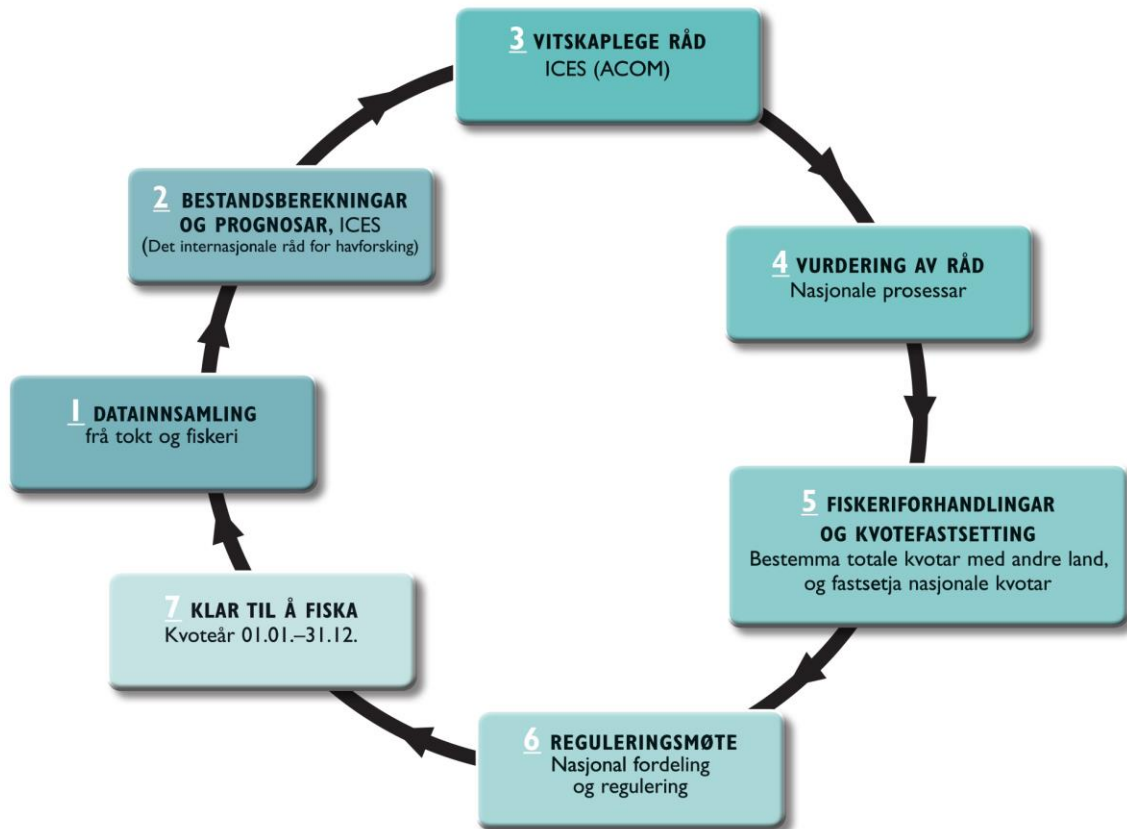 1 DATAINNSAMLING
frå tokt og fiskeri
2 BESTANDSBEREKNINGAR
OG PROGNOSAR, ICES
(Det internasjonale råd for havforsking)
3 VITSKAPLEGE RÅD
ICES (ACOM)
4 VURDERING AV RÅD
Nasjonale prosessar
5 FISKERIFORHANDLINGAR
OG KVOTEFASTSETTING
Bestemma totale kvotar med andre land,
og fastsetja nasjonale kvotar
6 REGULERINGSMØTE
Nasjonal fordeling
og regulering
7 KLAR TIL Å FISKA
Kvoteår 01.01.–31.12.